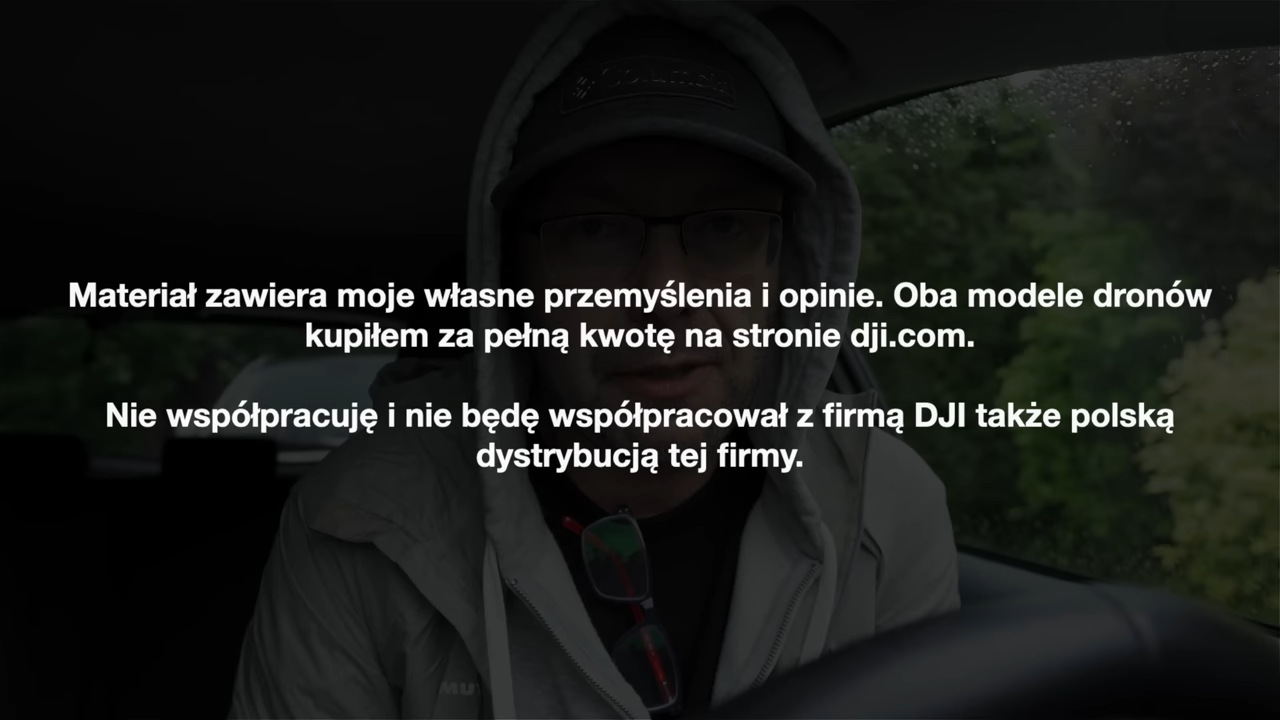 Columbia
Materiał zawiera moje własne przemyślenia i opinie. Oba modele dronów
kupiłem za pełną kwotę na stronie dji.com.
Nie współpracuję i nie będę współpracował z firmą DJI także polską
dystrybucją tej firmy.